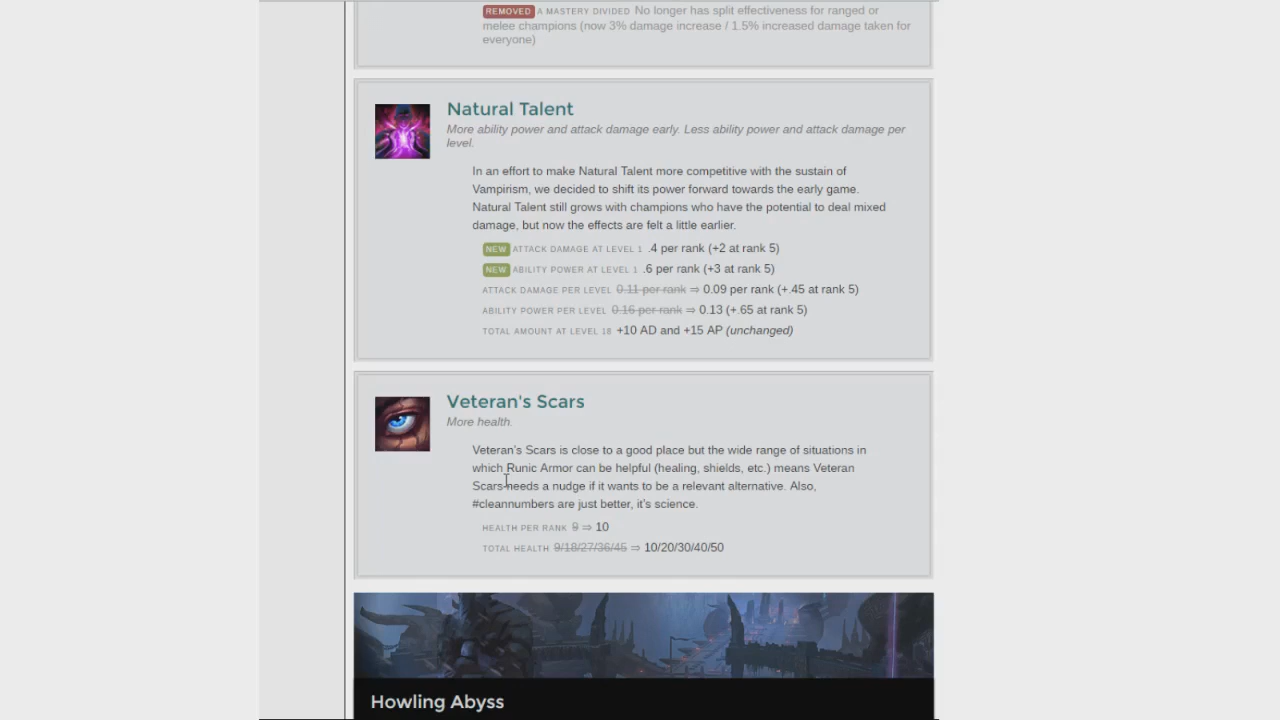 REMOVED A MASTERY DIVIDED No longer has split effectiveness for ranged or
melee champions (now 3% damage increase / 1.5% increased damage taken for
everyone)
Natural Talent
More ability power and attack damage early. Less ability power and attack damage per
level.
In an effort to make Natural Talent more competitive with the sustain of
Vampirism, we decided to shift its power forward towards the early game.
Natural Talent still grows with champions who have the potential to deal mixed
damage, but now the effects are felt a little earlier.
NEW ATTACK DAMAGE AT LEVEL 1 .4 per rank (+2 at rank 5)
NEW ABILITY POWER AT LEVEL 1 .6 per rank (+3 at rank 5)
ATTACK DAMAGE PER LEVEL 0.11 per rank ⇒ 0.09 per rank (+.45 at rank 5)
ABILITY POWER PER LEVEL 0.16 per rank ⇒ 0.13 (+.65 at rank 5)
TOTAL AMOUNT AT LEVEL 18 +10 AD and +15 AP (unchanged)
Veteran's Scars
More health.
Veteran's Scars is close to a good place but the wide range of situations in
which Runic Armor can be helpful (healing, shields, etc.) means Veteran
Scars needs a nudge if it wants to be a relevant alternative. Also,
#cleannumbers are just better, it's science.
HEALTH PER RANK 9 ⇒ 10
TOTAL HEALTH 9/18/27/36/45 ⇒ 10/20/30/40/50
Howling Abyss